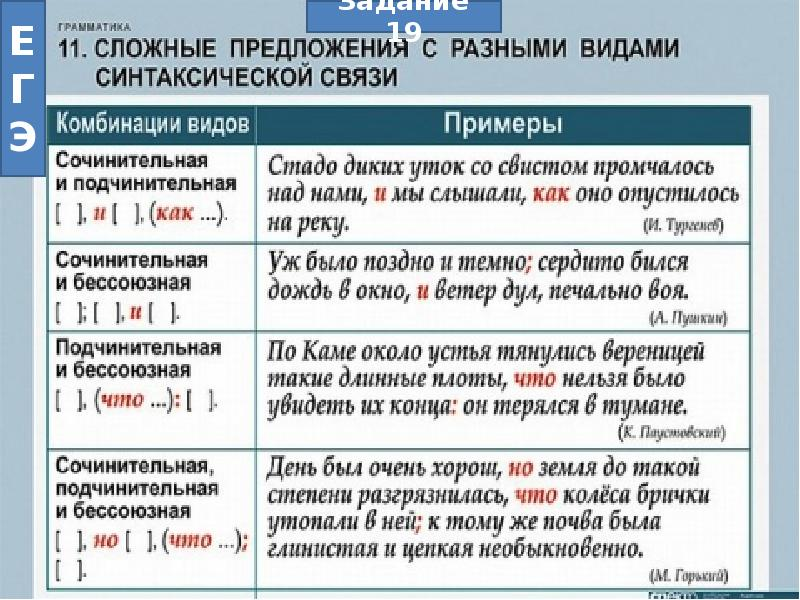 Е
Г
Э
Задание
19
ГРАММАТИКА
11. СЛОЖНЫЕ ПРЕДЛОЖЕНИЯ С РАЗНЫМИ ВИДАМИ
СИНТАКСИЧЕСКОЙ СВЯЗИ
Комбинации видов
Примеры
Сочинительная
и подчинительная
[ ], и [ ], (как ...).
Стадо диких уток со свистом промчалось
над нами, и мы слышали, как оно опустилось
на реку.
(И. Тургенев)
Сочинительная
и бессоюзная
[ ]; [ ], и [ ].
Уж было поздно и темно; сердито бился
дождь в окно, и ветер дул, печально воя.
(А. Пушкин)
Подчинительная
и бессоюзная
[ ], (что ...): [ ].
По Каме около устья тянулись вереницей
такие длинные плоты, что нельзя было
увидеть их конца: он терялся в тумане.
(К. Паустовский)
Сочинительная,
подчинительная
и бессоюзная
[ ], но [ ], (что ...);
[ ].
День был очень хорош, но земля до такой
степени разгрязнилась, что колёса брички
утопали в ней; к тому же почва была
глинистая и цепкая необыкновенно.
(М. Горький)